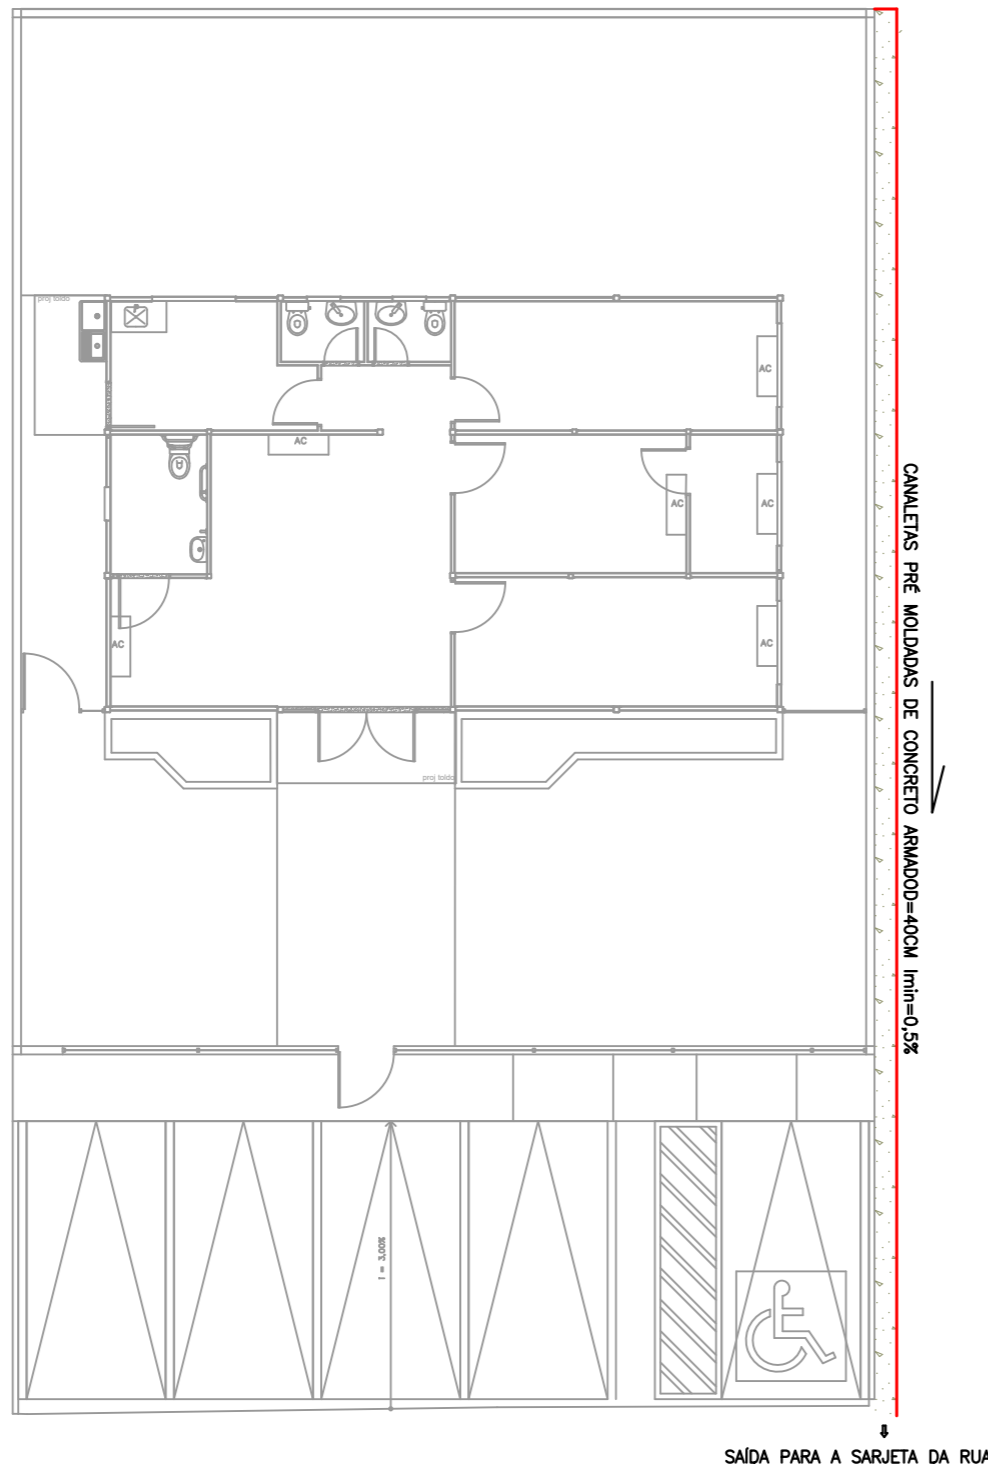 proj toldo
AC
AC
AC
AC
AC
AC
proj toldo
CANALETAS PRÉ MOLDADAS DE CONCRETO ARMADOD=40CM Imin=0,5%
I = 3,00%
SAÍDA PARA A SARJETA DA RUA